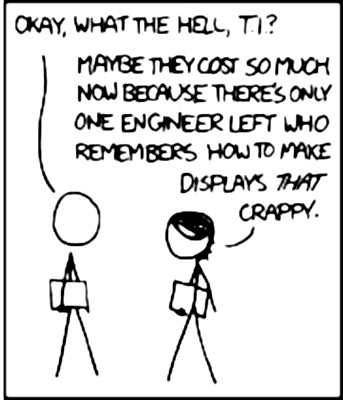 OKAY, WHAT THE HELL, T.I.?
MAYBE THEY COST SO MUCH
NOW BECAUSE THERE'S ONLY
ONE ENGINEER LEFT WHO
REMEMBERS HOW TO MAKE
DISPLAYS THAT
CRAPPY.